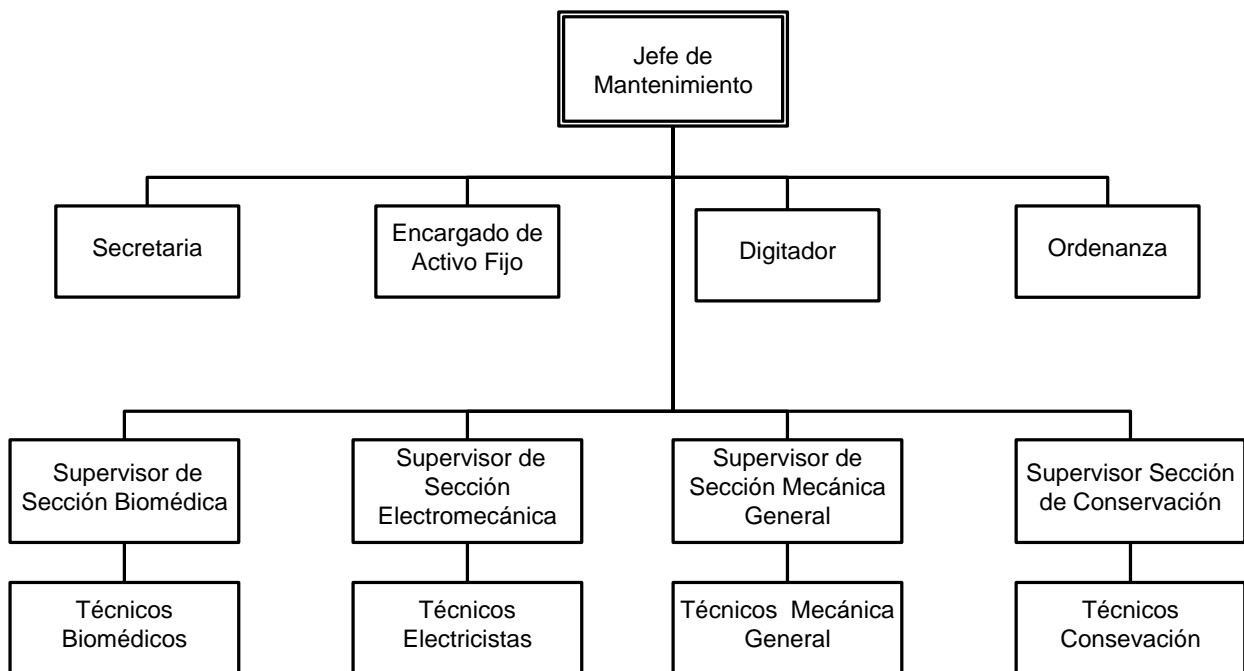 Jefe de
Mantenimiento
Secretaria
Encargado de
Activo Fijo
Digitador
Ordenanza
Supervisor de
Sección Biomédica
Supervisor de
Sección
Electromecánica
Supervisor de
Sección Mecánica
General
Supervisor Sección
de Conservación
Técnicos
Biomédicos
Técnicos
Electricistas
Técnicos Mecánica
General
Técnicos
Consevación